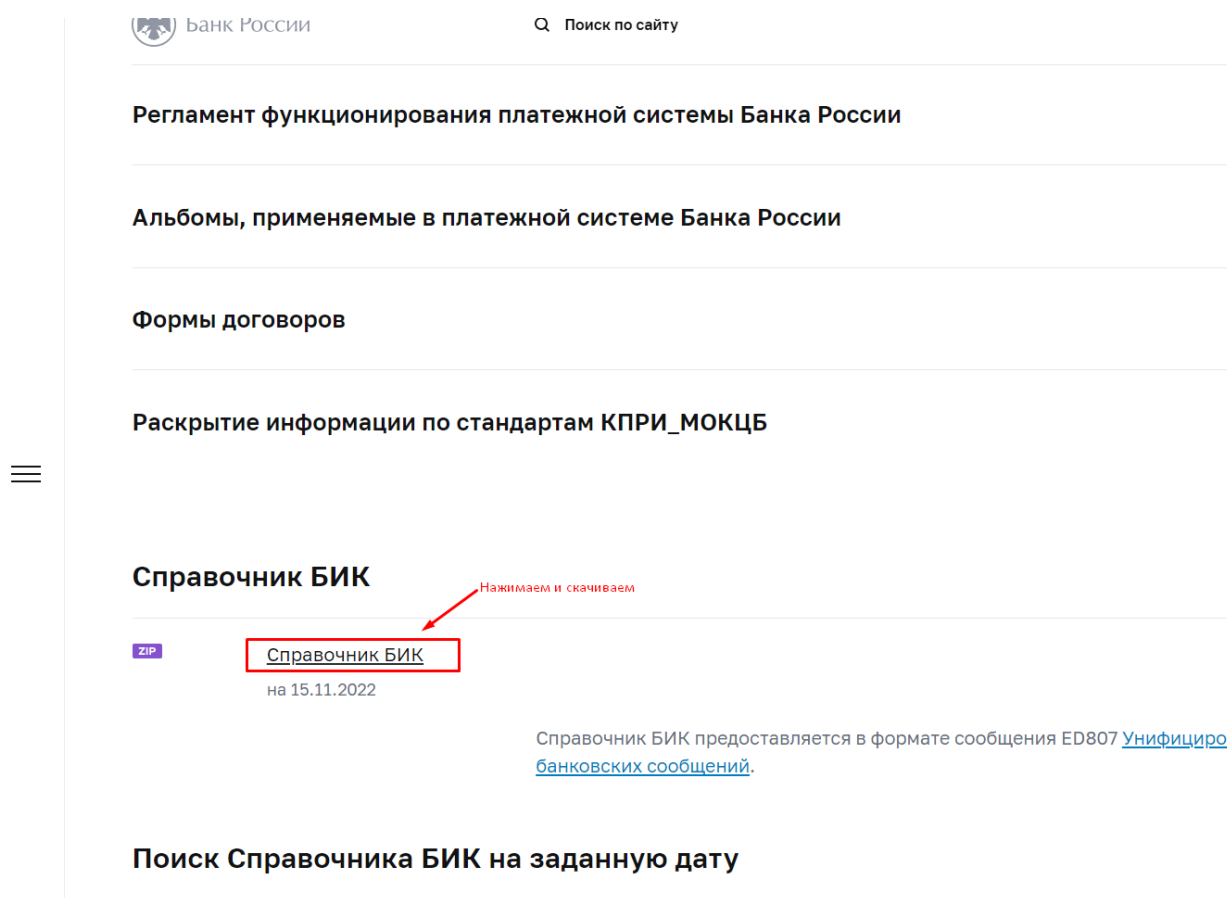 Банк России
Поиск по сайту
Регламент функционирования платежной системы Банка России
Альбомы, применяемые в платежной системе Банка России
Формы договоров
Раскрытие информации по стандартам КПРИ_МОКЦБ
Справочник БИК
Нажимаем и скачиваем
ZIP
Справочник БИК
на 15.11.2022
Справочник БИК предоставляется в формате сообщения ED807 Унифициро
банковских сообщений.
Поиск Справочника БИК на заданную дату